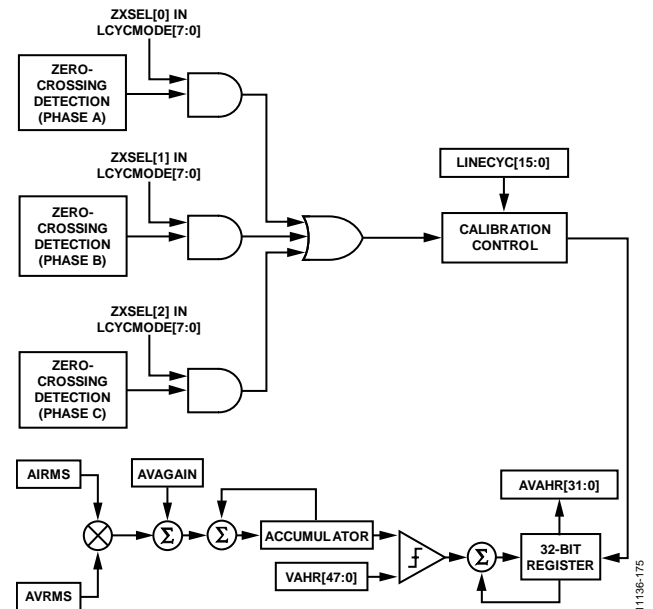 ZXSEL[0] IN
LCYCMODE[7:0]
ZERO-
CROSSING
DETECTION
(PHASE A)
ZXSEL[1] IN
LCYCMODE[7:0]
LINECYC[15:0]
ZERO-
CROSSING
DETECTION
(PHASE B)
CALIBRATION
CONTROL
ZXSEL[2] IN
LCYCMODE[7:0]
ZERO-
CROSSING
DETECTION
(PHASE C)
AIRMS
AVAGAIN
AVAHR[31:0]
Σ
Σ
ACCUMULATOR
Σ
32-BIT
REGISTER
VAHR[47:0]
AVRMS
11136-175